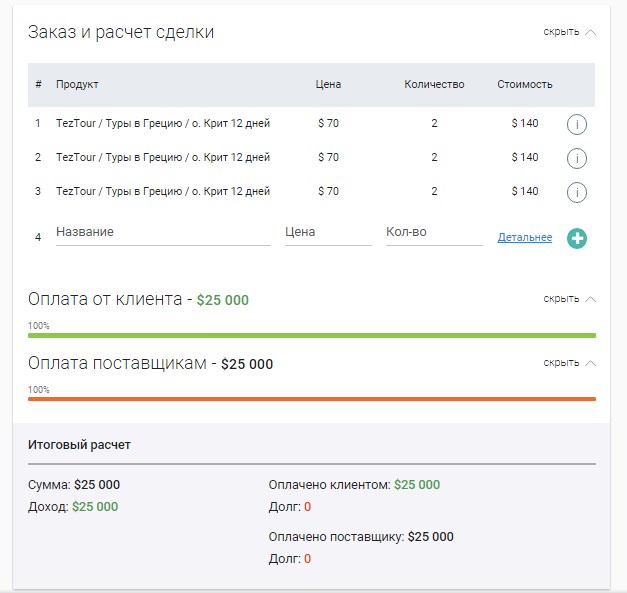 Заказ и расчет сделки скрыть
# Продукт Цена Количество Стоимость
1 TezTour / Туры в Грецию / о. Крит 12 дней $ 70 2 $ 140 i
2 TezTour / Туры в Грецию / о. Крит 12 дней $ 70 2 $ 140 i
3 TezTour / Туры в Грецию / о. Крит 12 дней $ 70 2 $ 140 i
4 Название Цена Кол-во Детальнее
Оплата от клиента - $25 000 скрыть
100%
Оплата поставщикам - $25 000 скрыть
100%
Итоговый расчет
Сумма: $25 000 Оплачено клиентом: $25 000
Доход: $25 000 Долг: 0
Оплачено поставщику: $25 000
Долг: 0